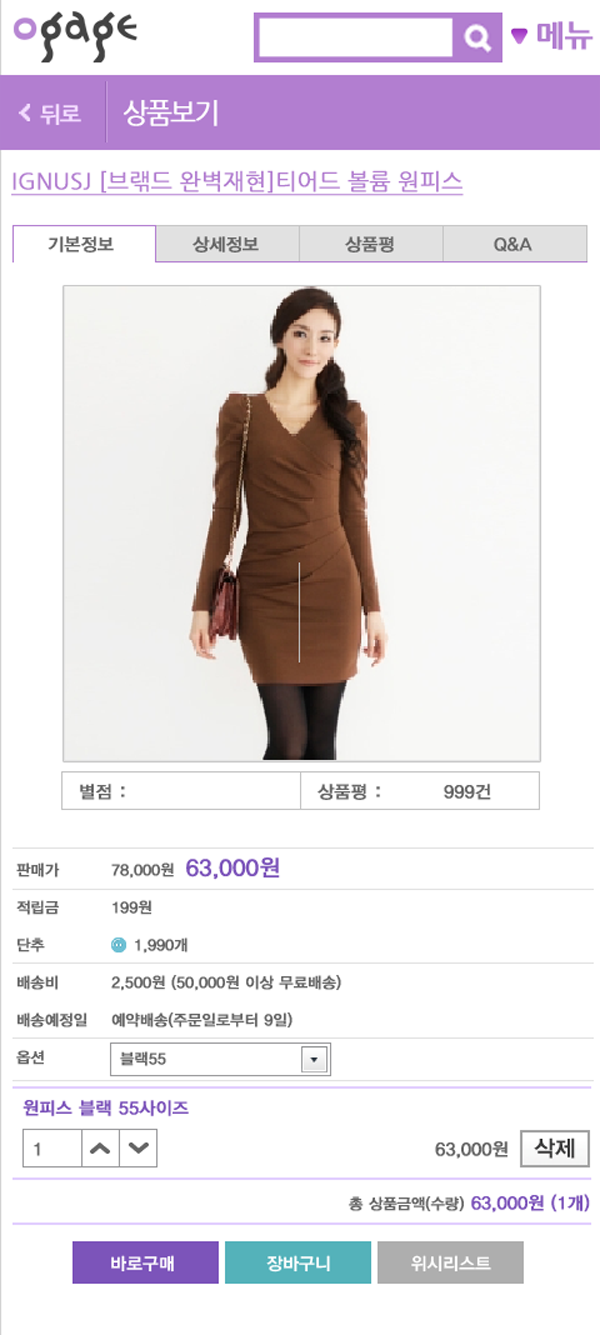 ogage
메뉴
뒤로 상품보기
IGNUSJ [브랙드 완벽재현]티어드 볼륨 원피스
기본정보 상세정보 상품평 Q&A
별점 : 상품평 : 999건
판매가 78,000원 63,000원
적립금 199원
단추 1,990개
배송비 2,500원 (50,000원 이상 무료배송)
배송예정일 예약배송(주문일로부터 9일)
옵션 블랙55
원피스 블랙 55사이즈
1 63,000원 삭제
총 상품금액(수량) 63,000원 (1개)
바로구매 장바구니 위시리스트